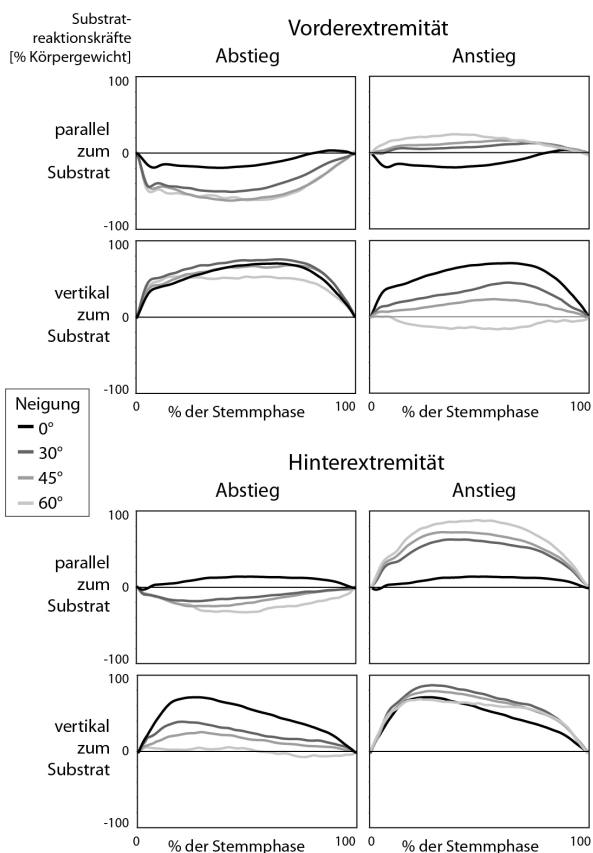 Substrat-
reaktionskräfte
[% Körpergewicht]
Vorderextremität
Abstieg
Anstieg
parallel
zum
Substrat
100
0
-100
vertikal
zum
Substrat
100
0
-100
0
% der Stemmphase
100
0
% der Stemmphase
100
Neigung
0°
30°
45°
60°
Hinterextremität
Abstieg
Anstieg
parallel
zum
Substrat
100
0
-100
vertikal
zum
Substrat
100
0
-100
0
% der Stemmphase
100
0
% der Stemmphase
100